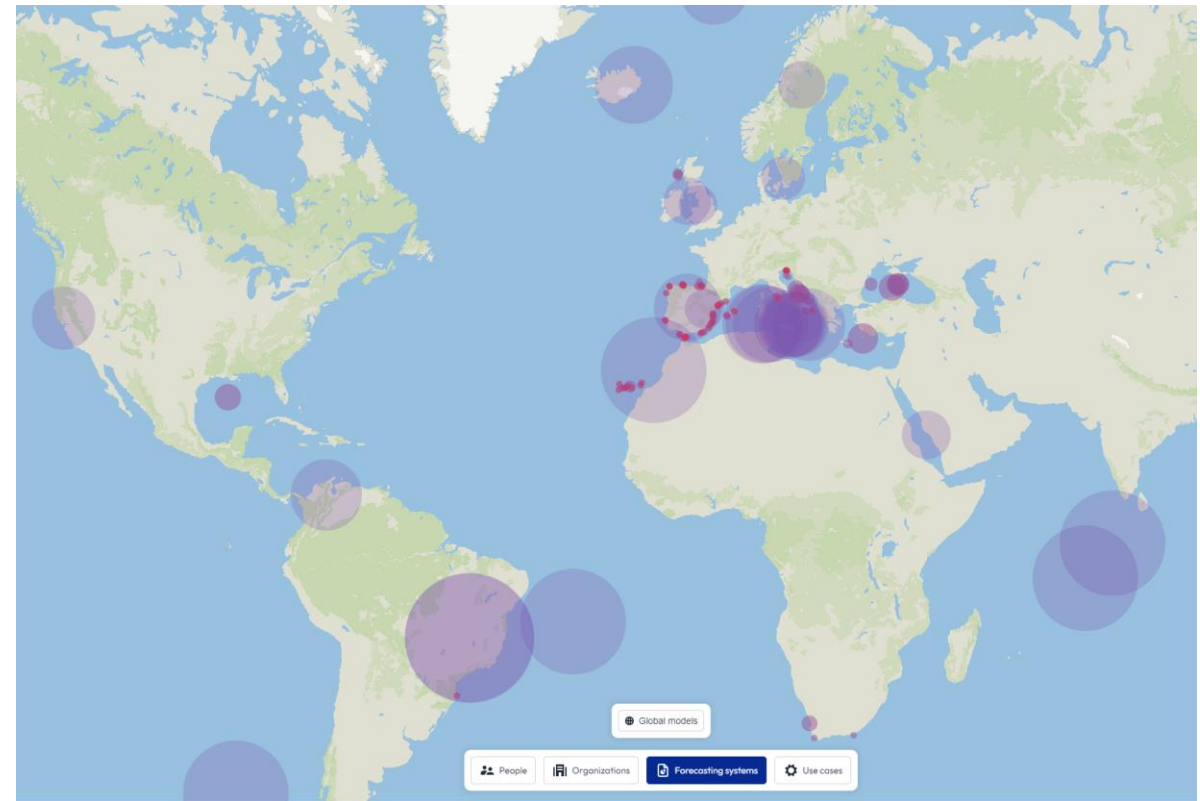 Global models
People
Organizations
Forecasting systems
Use cases